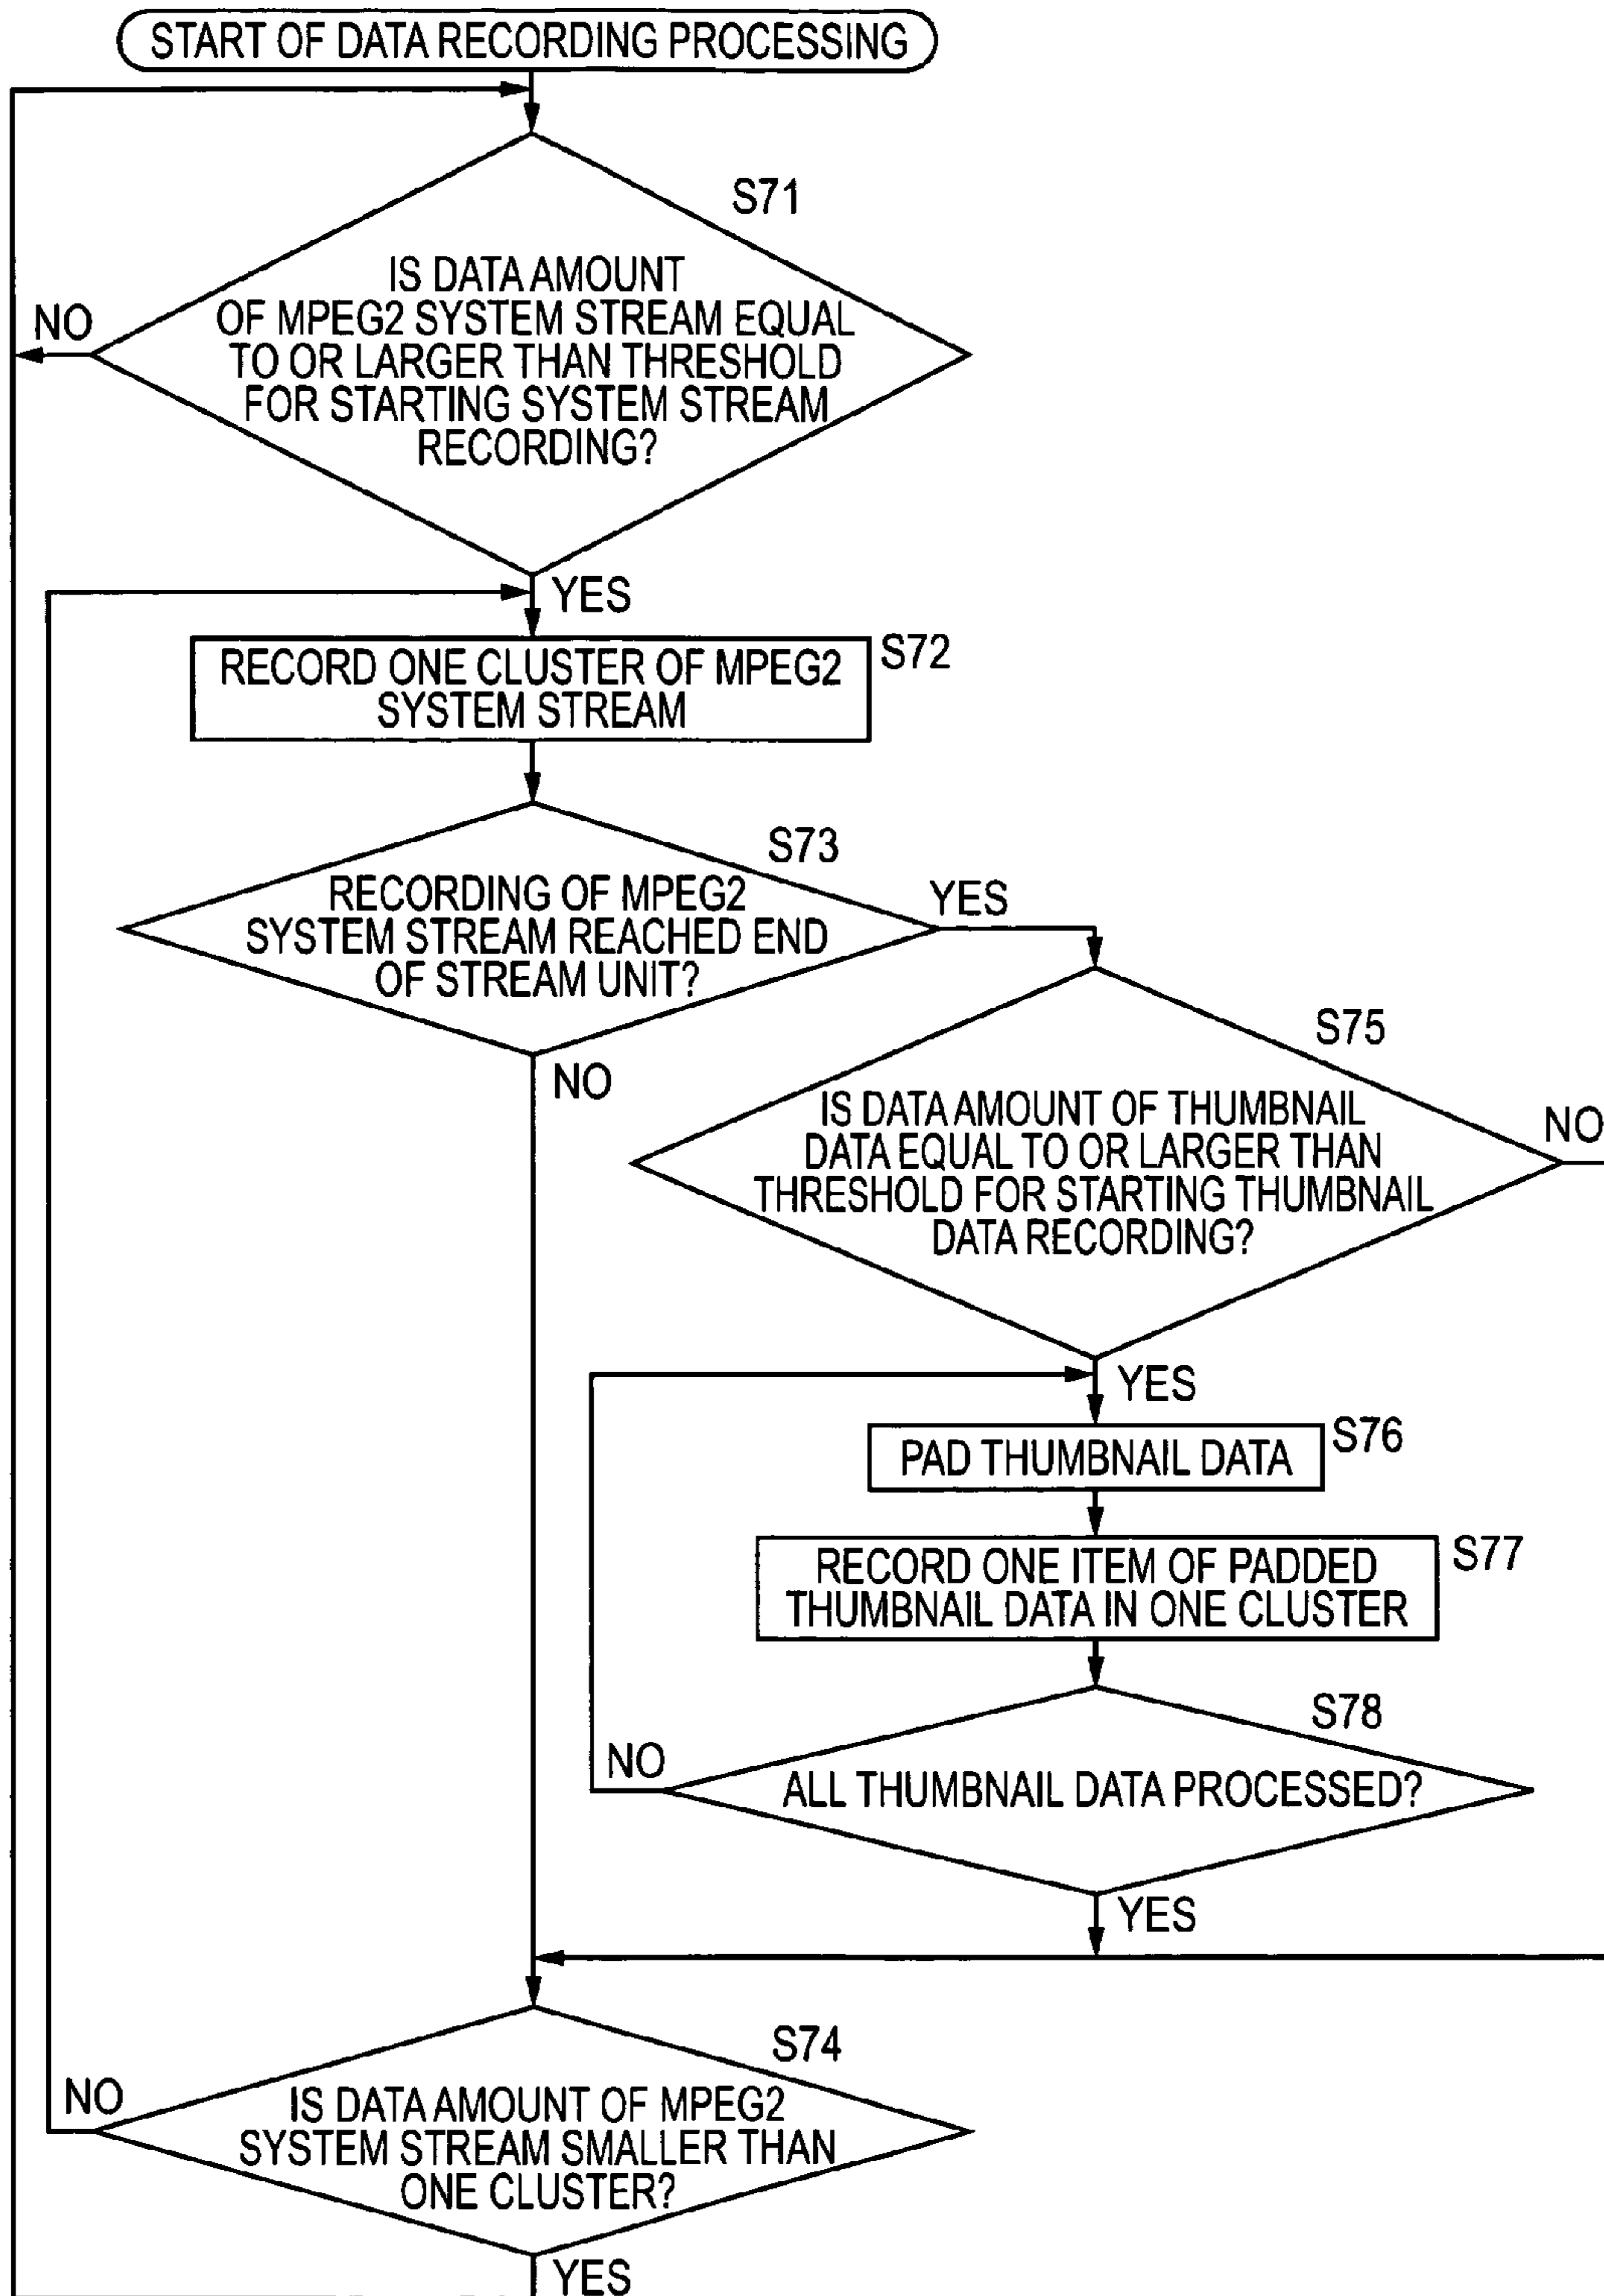 START OF DATA RECORDING PROCESSING
S71
IS DATA AMOUNT
OF MPEG2 SYSTEM STREAM EQUAL
TO OR LARGER THAN THRESHOLD
FOR STARTING SYSTEM STREAM
RECORDING?
NO
YES
RECORD ONE CLUSTER OF MPEG2
SYSTEM STREAM
S72
S73
RECORDING OF MPEG2
SYSTEM STREAM REACHED END
OF STREAM UNIT?
YES
NO
S75
IS DATA AMOUNT OF THUMBNAIL
DATA EQUAL TO OR LARGER THAN
THRESHOLD FOR STARTING THUMBNAIL
DATA RECORDING?
NO
YES
PAD THUMBNAIL DATA
S76
RECORD ONE ITEM OF PADDED
THUMBNAIL DATA IN ONE CLUSTER
S77
S78
ALL THUMBNAIL DATA PROCESSED?
NO
YES
S74
IS DATA AMOUNT OF MPEG2
SYSTEM STREAM SMALLER THAN
ONE CLUSTER?
NO
YES